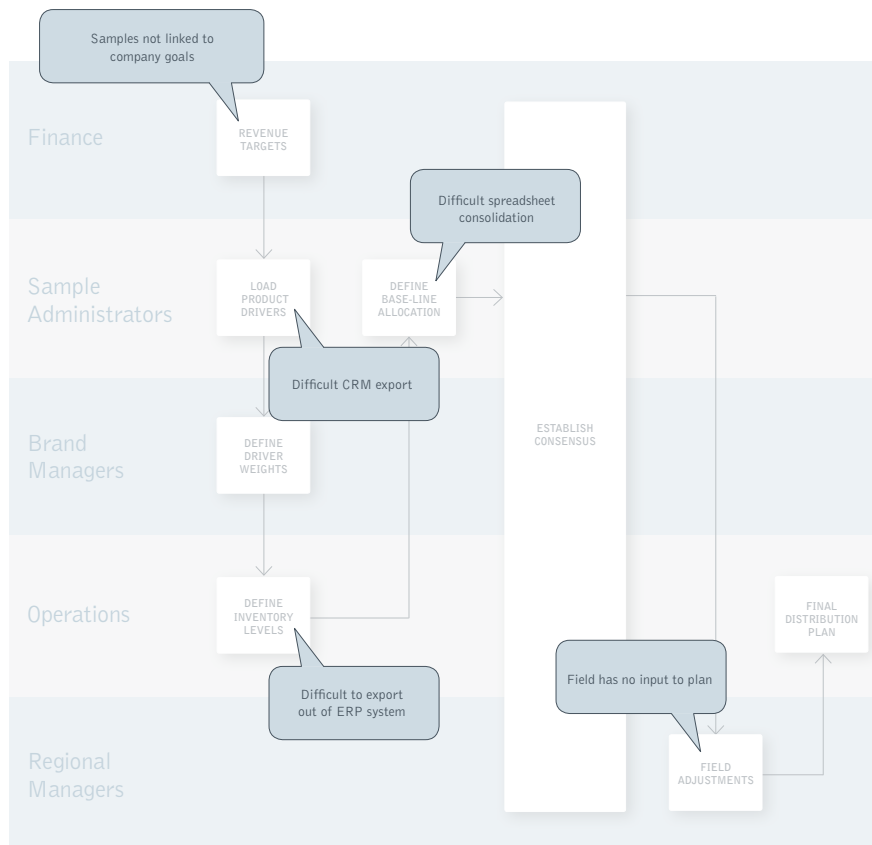 Samples not linked to
company goals
Finance
REVENUE
TARGETS
Difficult spreadsheet
consolidation
Sample
Administrators
LOAD
PRODUCT
DRIVERS
DEFINE
BASE-LINE
ALLOCATION
Difficult CRM export
Brand
Managers
DEFINE
DRIVER
WEIGHTS
ESTABLISH
CONSENSUS
Operations
DEFINE
INVENTORY
LEVELS
FINAL
DISTRIBUTION
PLAN
Difficult to export
out of ERP system
Field has no input to plan
Regional
Managers
FIELD
ADJUSTMENTS